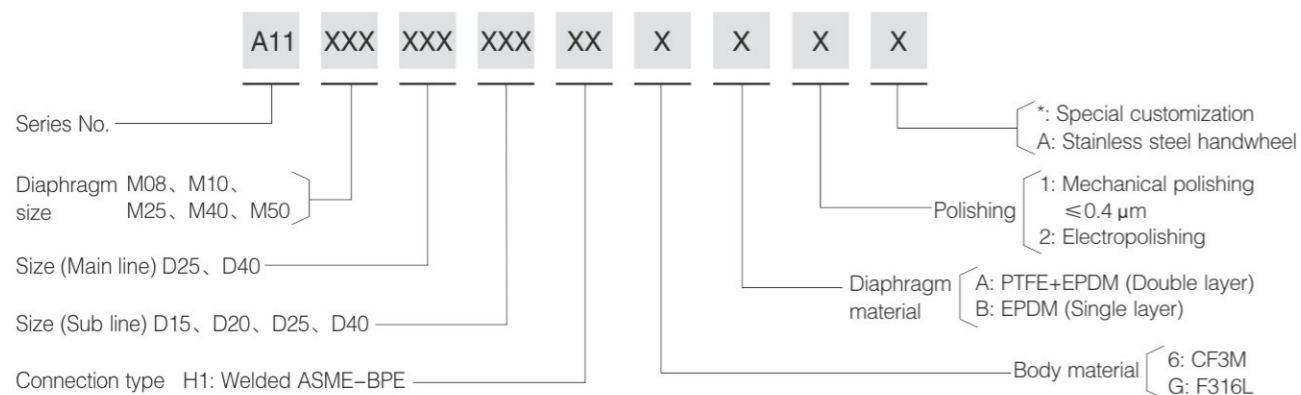 A11 XXX XXX XXX XX X X X X
Series No.
Diaphragm size M08、M10、
M25、M40、M50
Size (Main line) D25、D40
Size (Sub line) D15、D20、D25、D40
Connection type H1: Welded ASME-BPE
*: Special customization
A: Stainless steel handwheel
Polishing
1: Mechanical polishing
≤0.4 μm
2: Electropolishing
Diaphragm material
A: PTFE+EPDM (Double layer)
B: EPDM (Single layer)
Body material
6: CF3M
G: F316L